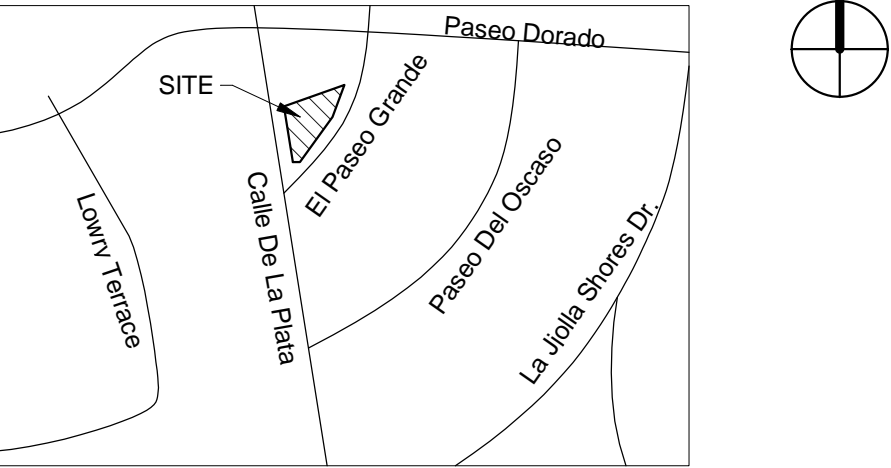 Paseo Dorado
SITE
El Paseo Grande
Calle De La Plata
Lowry Terrace
Paseo Del Oscaso
La Jiolla Shores Dr.